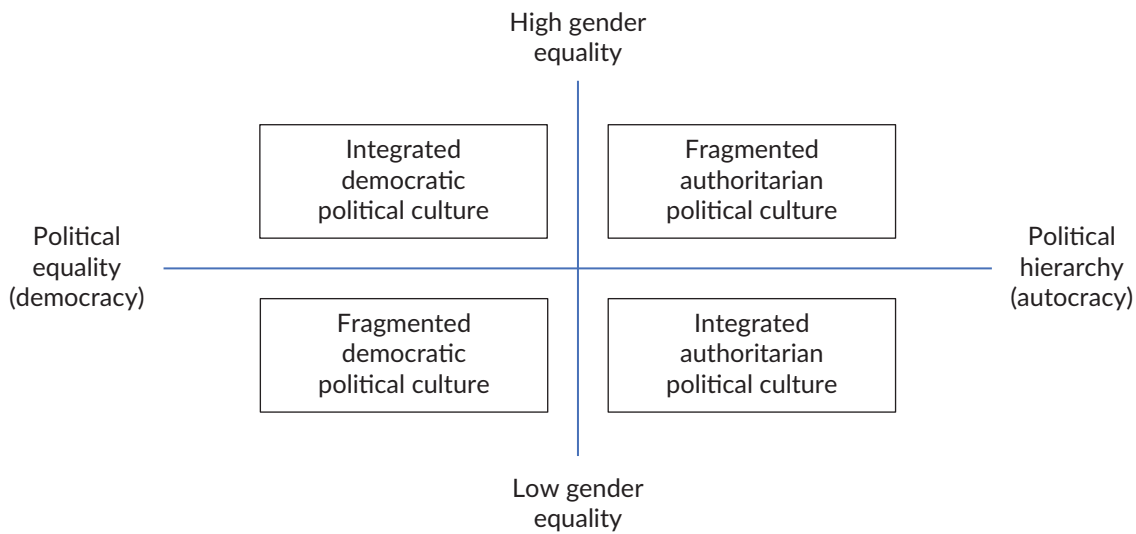 High gender
equality
Integrated
democratic
political culture
Fragmented
authoritarian
political culture
Political
equality
(democracy)
Political
hierarchy
(autocracy)
Fragmented
democratic
political culture
Integrated
authoritarian
political culture
Low gender
equality